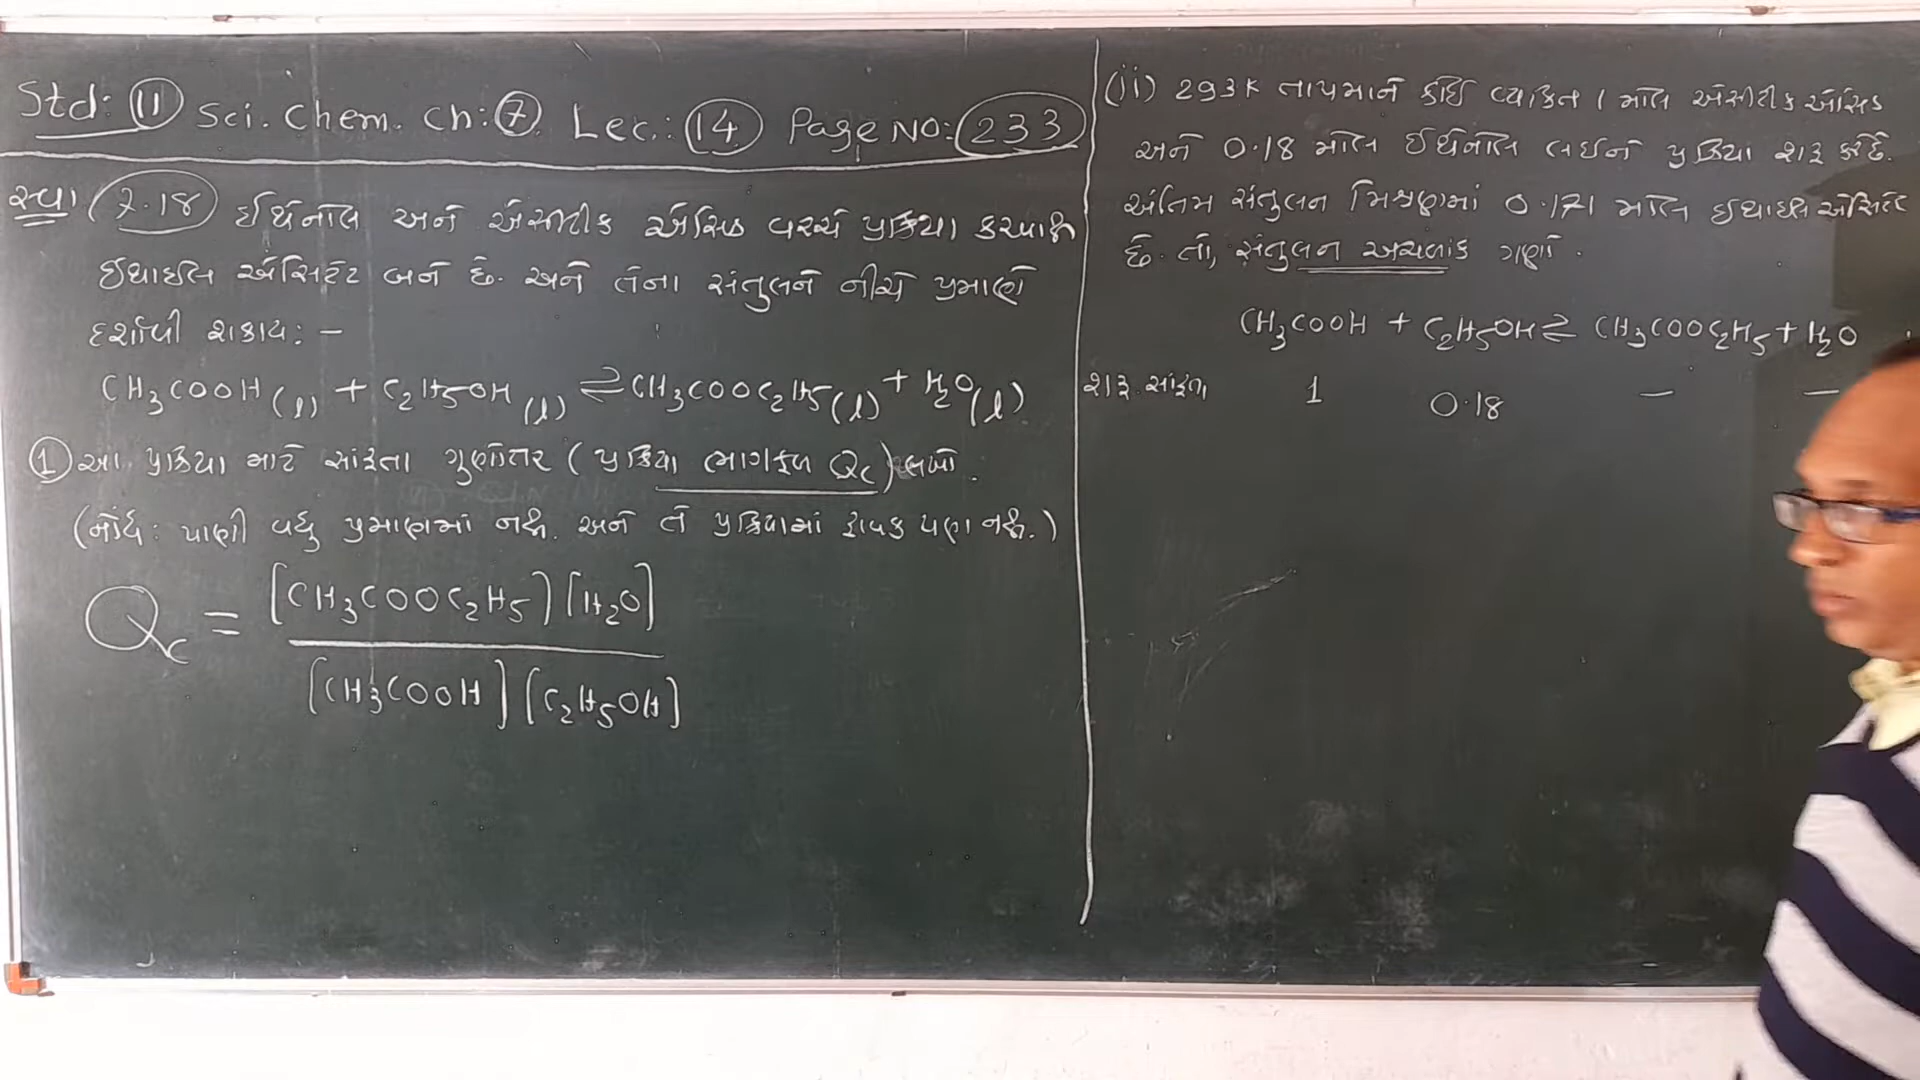 Std: 11 Sci. Chem. Ch: 7. Lec.: 14 Page No: 233
સ્વા 7.18 ઈથેનોલ અને એસીટીક એસિડ વચ્ચે પ્રક્રિયા કરવાથી
ઈથાઈલ એસિટેટ બને છે. અને તેના સંતુલને નીચે પ્રમાણે
દર્શાવી શકાય: –
CH₃COOH(l) + C₂H₅OH(l) ⇌ CH₃COOC₂H₅(l) + H₂O(l)
① આ પ્રક્રિયા માટે સાંદ્રતા ગુણોત્તર (પ્રક્રિયા ભાગફળ Qc) લખો.
(નોંધ: પાણી વધુ પ્રમાણમાં નથી. અને તે પ્રક્રિયામાં દ્રાવક પણ નથી.)
Qc = [CH₃COOC₂H₅] [H₂O]
[CH₃COOH] [C₂H₅OH]
(ii) 293K તાપમાને કોઈ વ્યક્તિ 1 મોલ એસીટીક એસિડ
અને 0.18 મોલ ઈથેનોલ લઈને પ્રક્રિયા શરૂ કરે છે.
અંતિમ સંતુલન મિશ્રણમાં 0.171 મોલ ઈથાઈલ એસિટેટ
છે. તો, સંતુલન અચળાંક ગણો.
CH₃COOH + C₂H₅OH ⇌ CH₃COOC₂H₅ + H₂O
શરૂ. સાંદ્રતા 1 0.18 – –